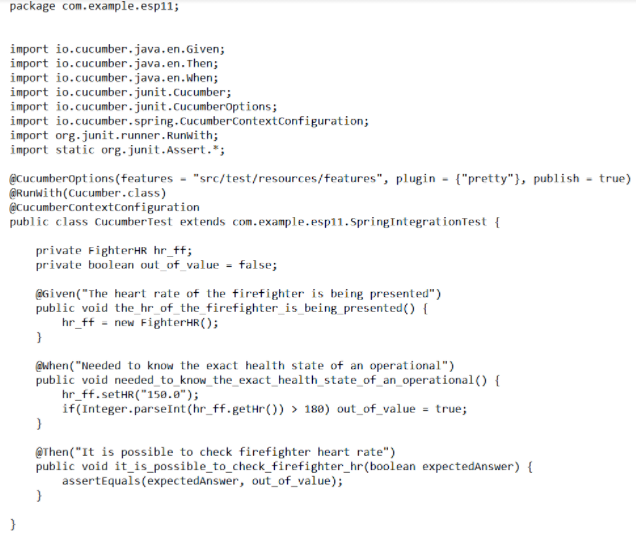 package com.example.esp11;
import io.cucumber.java.en.Given;
import io.cucumber.java.en.Then;
import io.cucumber.java.en.When;
import io.cucumber.junit.Cucumber;
import io.cucumber.junit.CucumberOptions;
import io.cucumber.spring.CucumberContextConfiguration;
import org.junit.runner.RunWith;
import static org.junit.Assert.*;
@CucumberOptions(features = "src/test/resources/features", plugin = {"pretty"}, publish = true)
@RunWith(Cucumber.class)
@CucumberContextConfiguration
public class CucumberTest extends com.example.esp11.SpringIntegrationTest {
private FighterHR hr_ff;
private boolean out_of_value = false;
@Given("The heart rate of the firefighter is being presented")
public void the_hr_of_the_firefighter_is_being_presented() {
hr_ff = new FighterHR();
}
@When("Needed to know the exact health state of an operational")
public void needed_to_know_the_exact_health_state_of_an_operational() {
hr_ff.setHR("150.0");
if(Integer.parseInt(hr_ff.getHr()) > 180) out_of_value = true;
}
@Then("It is possible to check firefighter heart rate")
public void it_is_possible_to_check_firefighter_hr(boolean expectedAnswer) {
assertEquals(expectedAnswer, out_of_value);
}
}